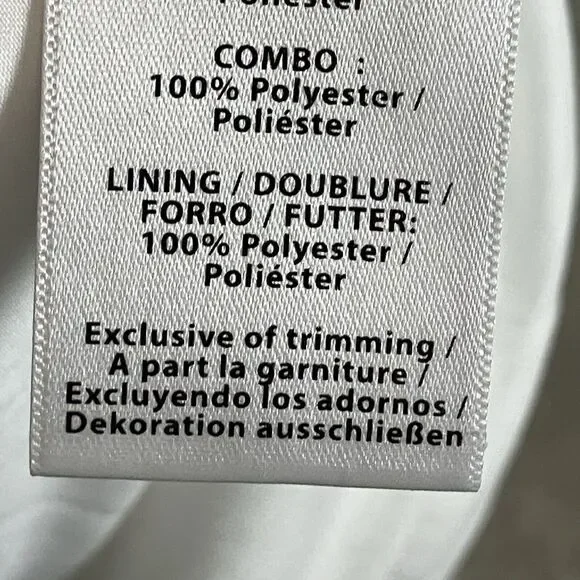 Poliéster
COMBO :
100% Polyester /
Poliéster
LINING / DOUBLURE /
FORRO / FUTTER:
100% Polyester /
Poliéster
Exclusive of trimming /
A part la garniture /
Excluyendo los adornos /
Dekoration ausschließen